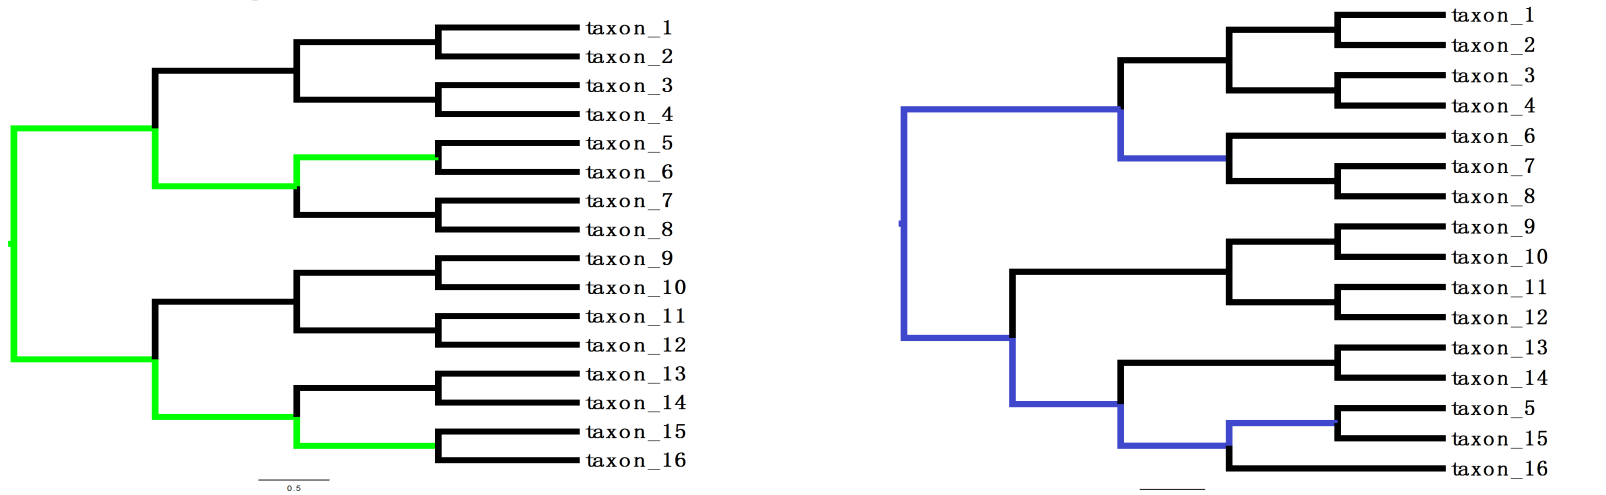 taxon_1
taxon_2
taxon_3
taxon_4
taxon_5
taxon_6
taxon_7
taxon_8
taxon_9
taxon_10
taxon_11
taxon_12
taxon_13
taxon_14
taxon_15
taxon_16
0.5
taxon_1
taxon_2
taxon_3
taxon_4
taxon_6
taxon_7
taxon_8
taxon_9
taxon_10
taxon_11
taxon_12
taxon_13
taxon_14
taxon_5
taxon_15
taxon_16